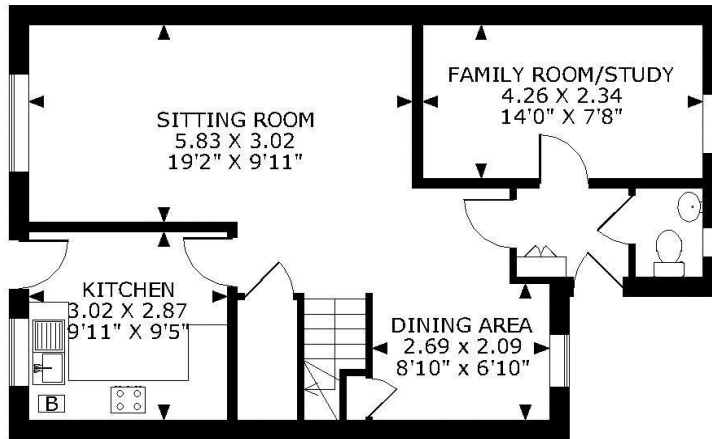 SITTING ROOM
5.83 X 3.02
19'2" X 9'11"
FAMILY ROOM/STUDY
4.26 X 2.34
14'0" X 7'8"
KITCHEN
3.02 X 2.87
9'11" X 9'5"
B
DINING AREA
2.69 x 2.09
8'10" x 6'10"